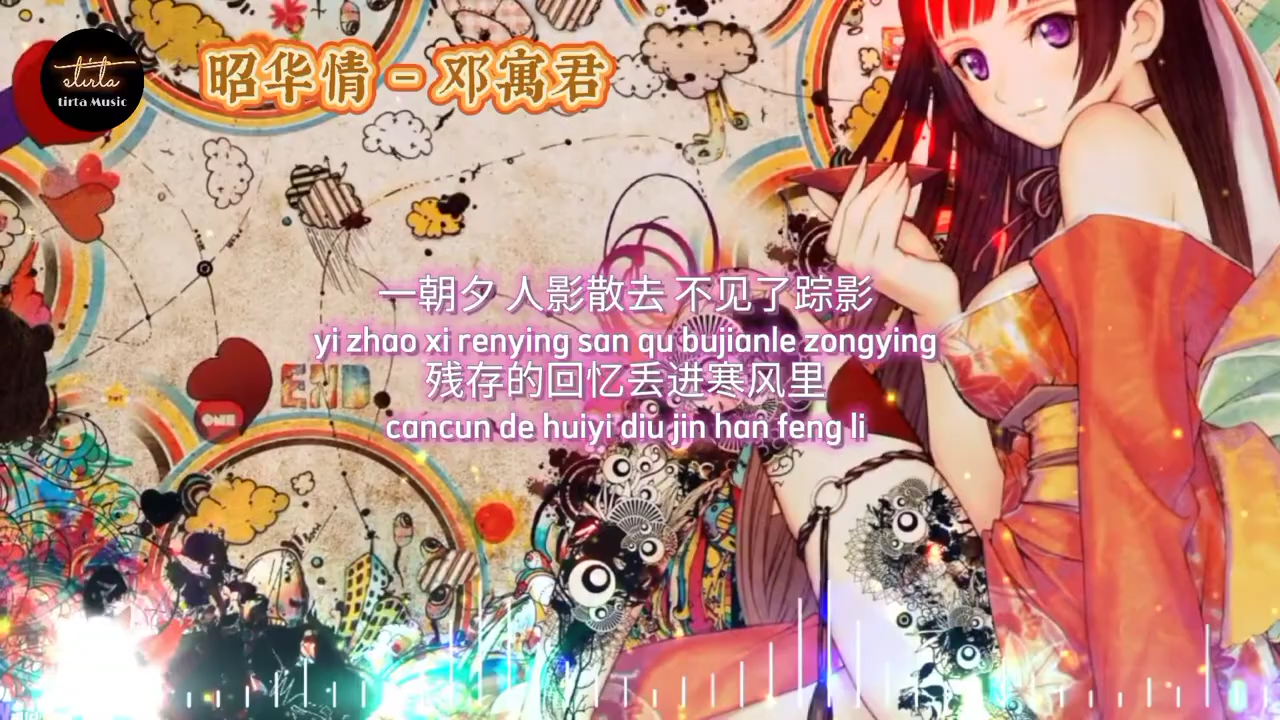 stirta
tirta Music
昭华情 - 邓寓君
一朝夕 人影散去 不见了踪影
yi zhao xi renying san qu bujianle zongying
残存的回忆丢进寒风里
cancun de huiyi diu jin han feng li
END